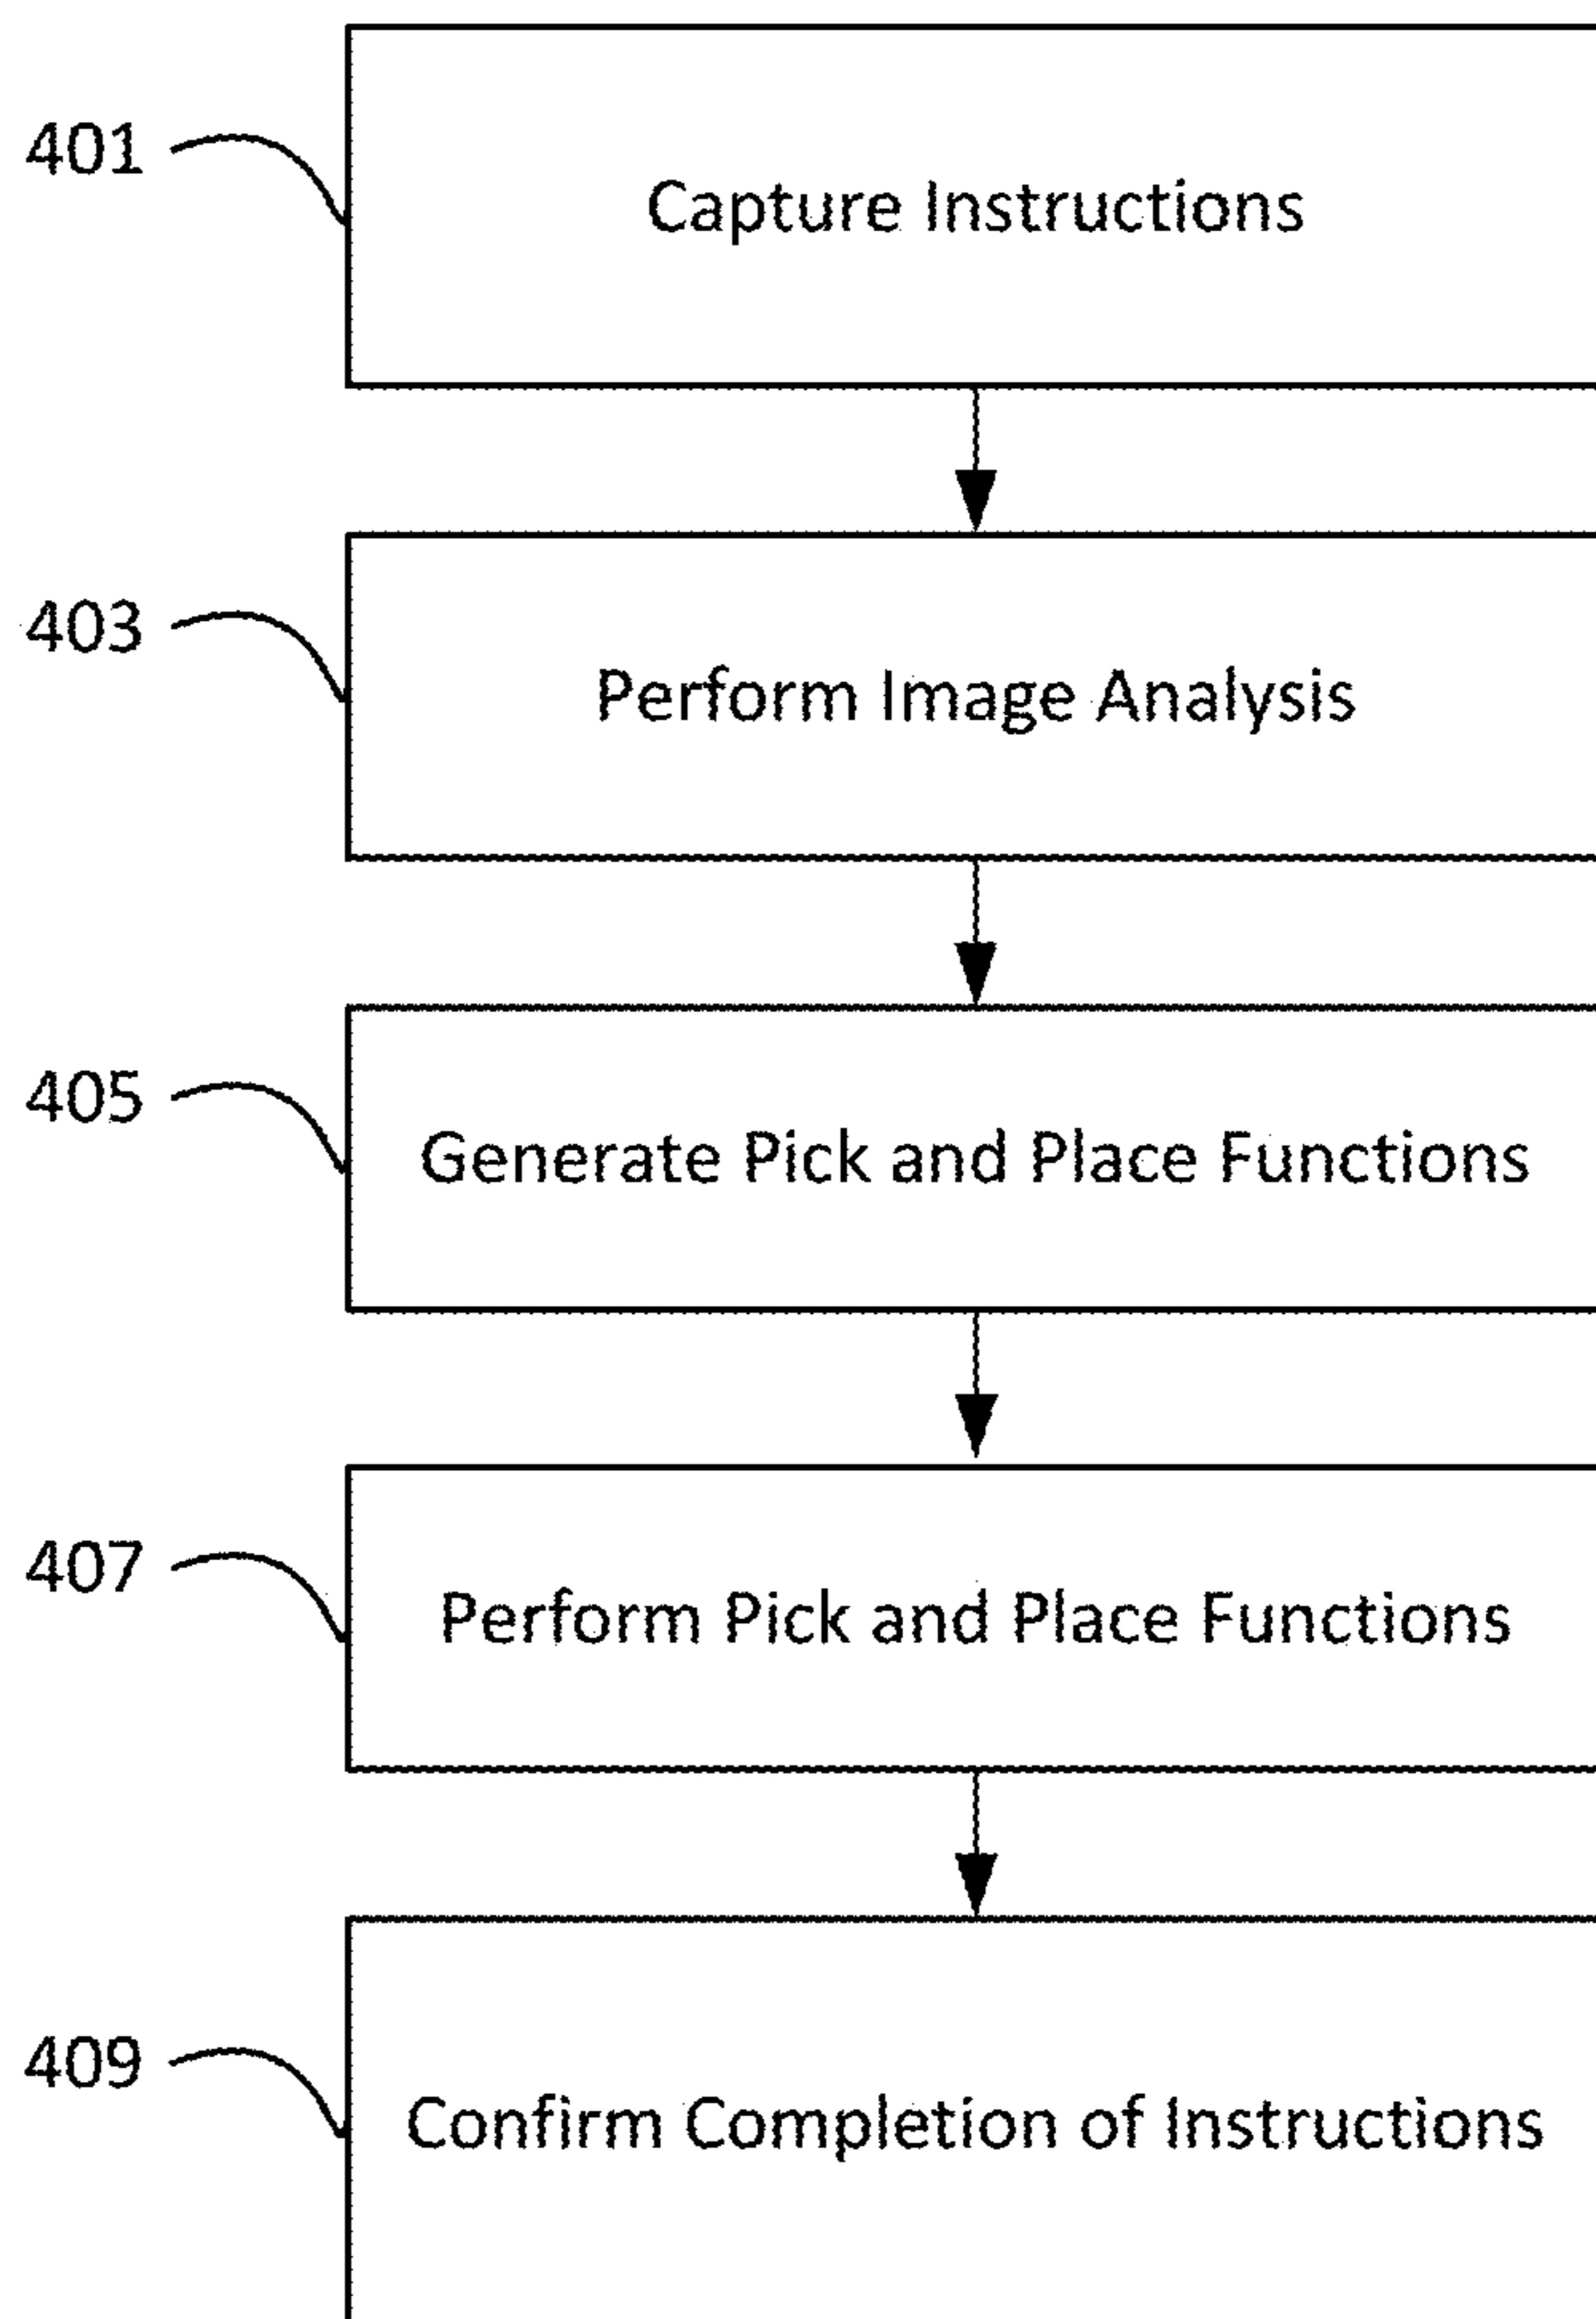 401
Capture Instructions
403
Perform Image Analysis
405
Generate Pick and Place Functions
407
Perform Pick and Place Functions
409
Confirm Completion of Instructions